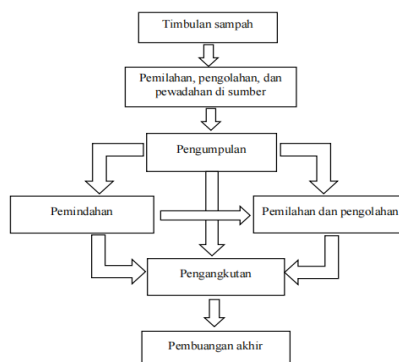 Timbulan sampah
Pemilahan, pengolahan, dan
pewadahan di sumber
Pengumpulan
Pemindahan
Pemilahan dan pengolahan
Pengangkutan
Pembuangan akhir